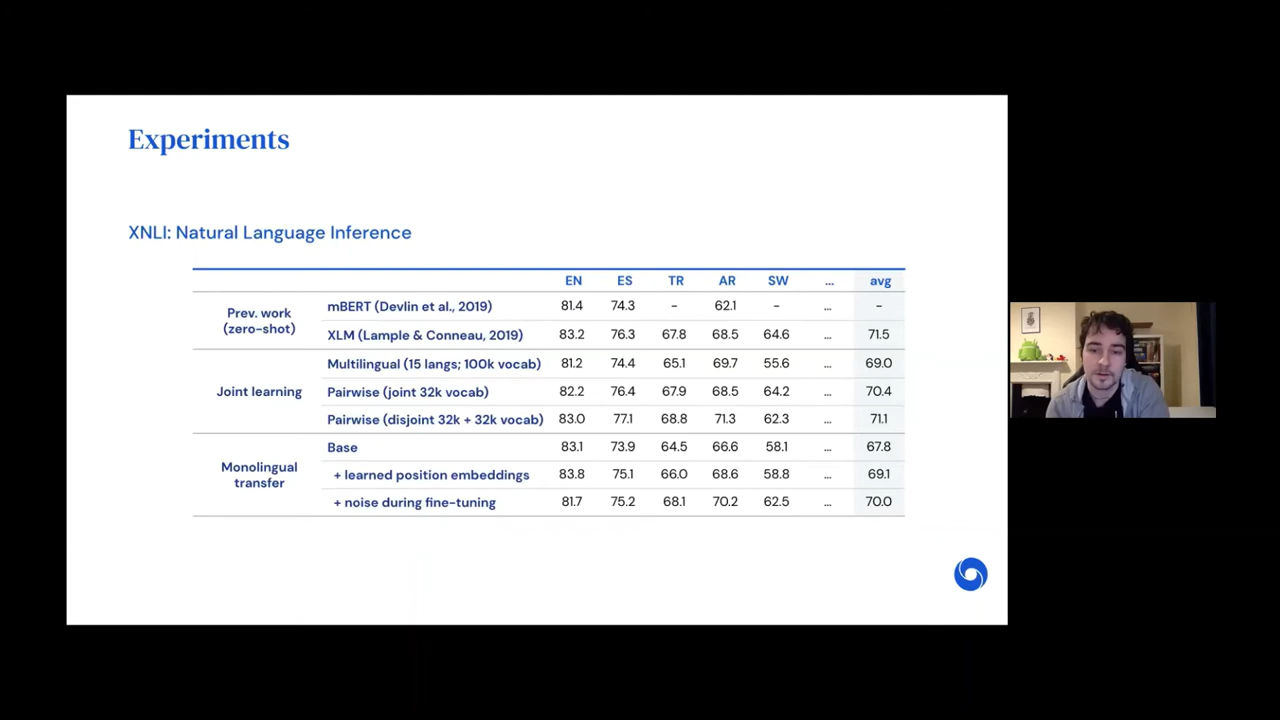 Experiments
XNLI: Natural Language Inference
EN ES TR AR SW ... avg
Prev. work (zero-shot)
mBERT (Devlin et al., 2019) 81.4 74.3 - 62.1 - ... -
XLM (Lample & Conneau, 2019) 83.2 76.3 67.8 68.5 64.6 ... 71.5
Joint learning
Multilingual (15 langs; 100k vocab) 81.2 74.4 65.1 69.7 55.6 ... 69.0
Pairwise (joint 32k vocab) 82.2 76.4 67.9 68.5 64.2 ... 70.4
Pairwise (disjoint 32k + 32k vocab) 83.0 77.1 68.8 71.3 62.3 ... 71.1
Monolingual transfer
Base 83.1 73.9 64.5 66.6 58.1 ... 67.8
+ learned position embeddings 83.8 75.1 66.0 68.6 58.8 ... 69.1
+ noise during fine-tuning 81.7 75.2 68.1 70.2 62.5 ... 70.0